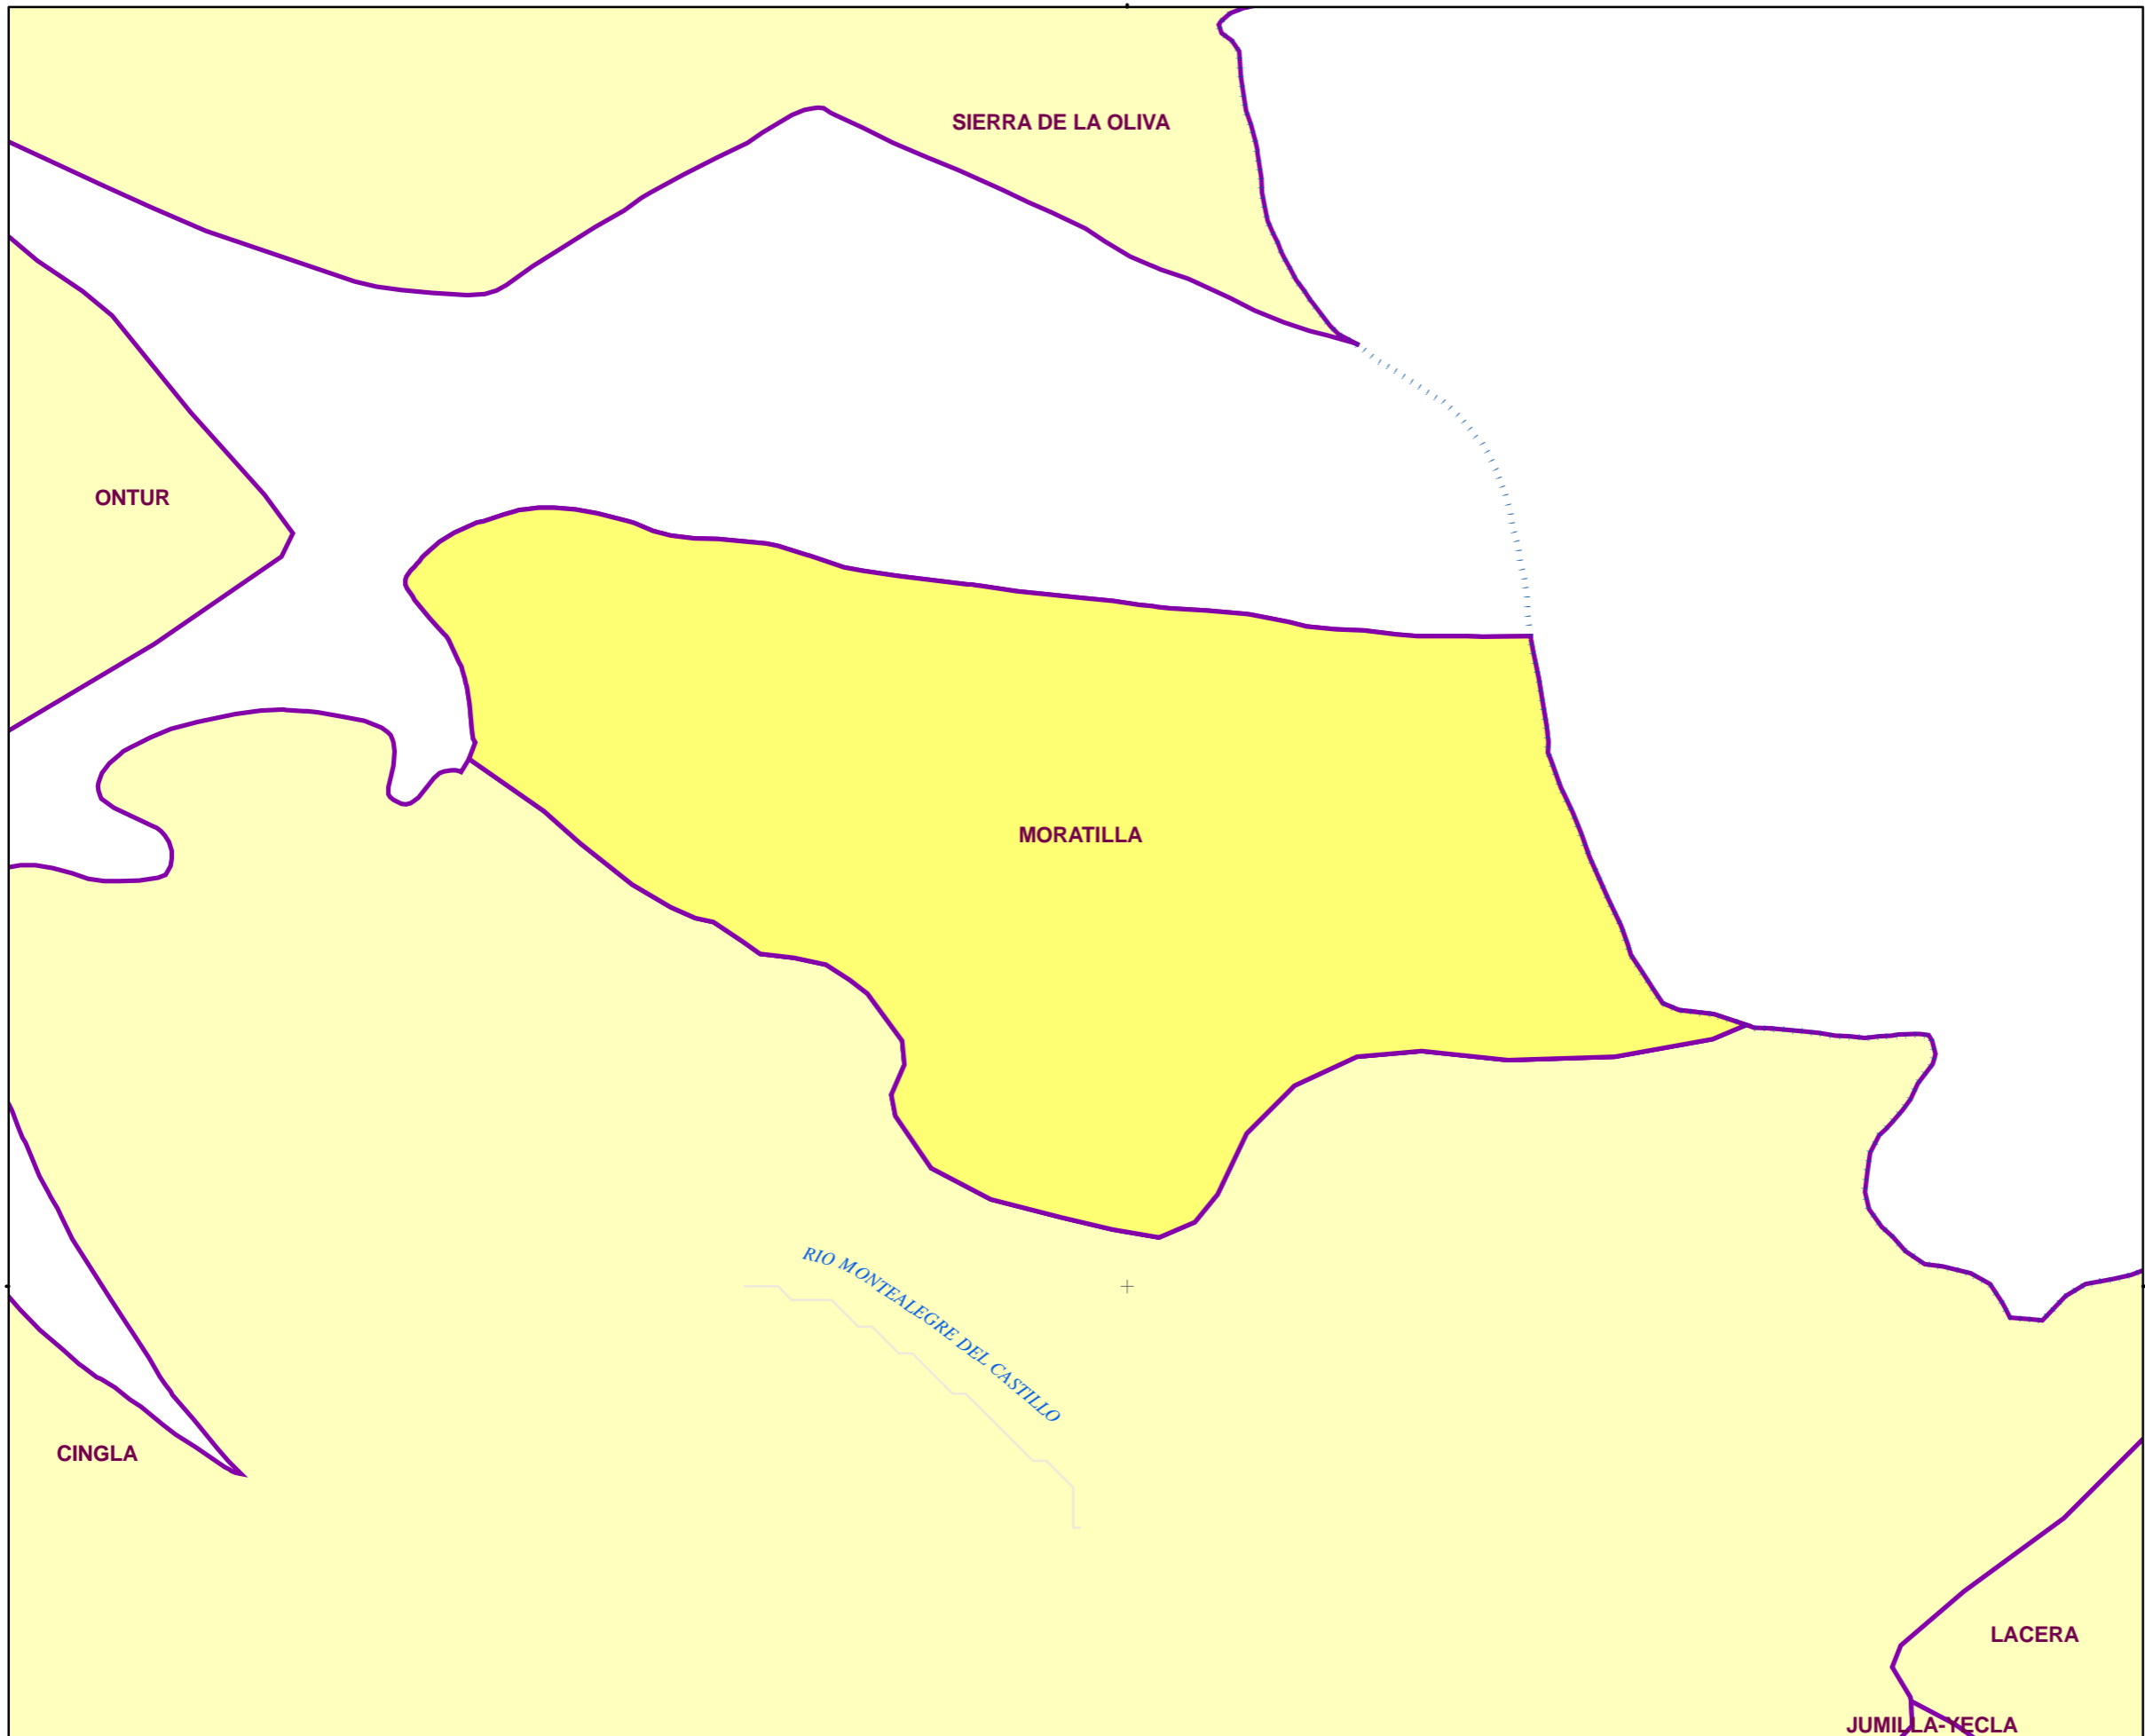 SIERRA DE LA OLIVA
ONTUR
MORATILLA
RIO MONTEALEGRE DEL CASTILLO
CINGLA
LACERA
JUMILLA-YECLA